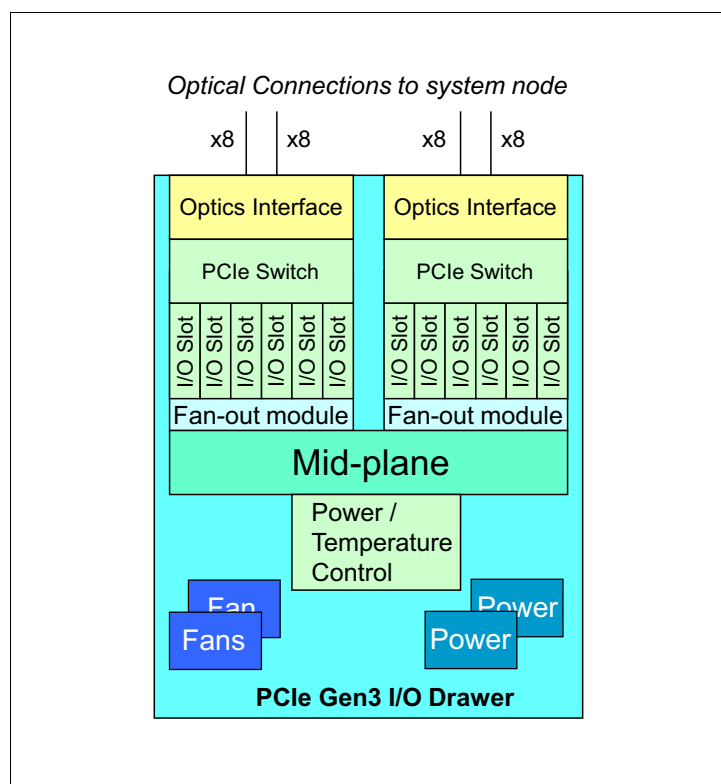 Optical Connections to system node
x8 x8 x8 x8
Optics Interface Optics Interface
PCIe Switch PCIe Switch
I/O Slot I/O Slot I/O Slot I/O Slot I/O Slot I/O Slot I/O Slot I/O Slot I/O Slot I/O Slot I/O Slot I/O Slot
Fan-out module Fan-out module
Mid-plane
Power /
Temperature
Control
Fan Power
Fans Power
PCIe Gen3 I/O Drawer